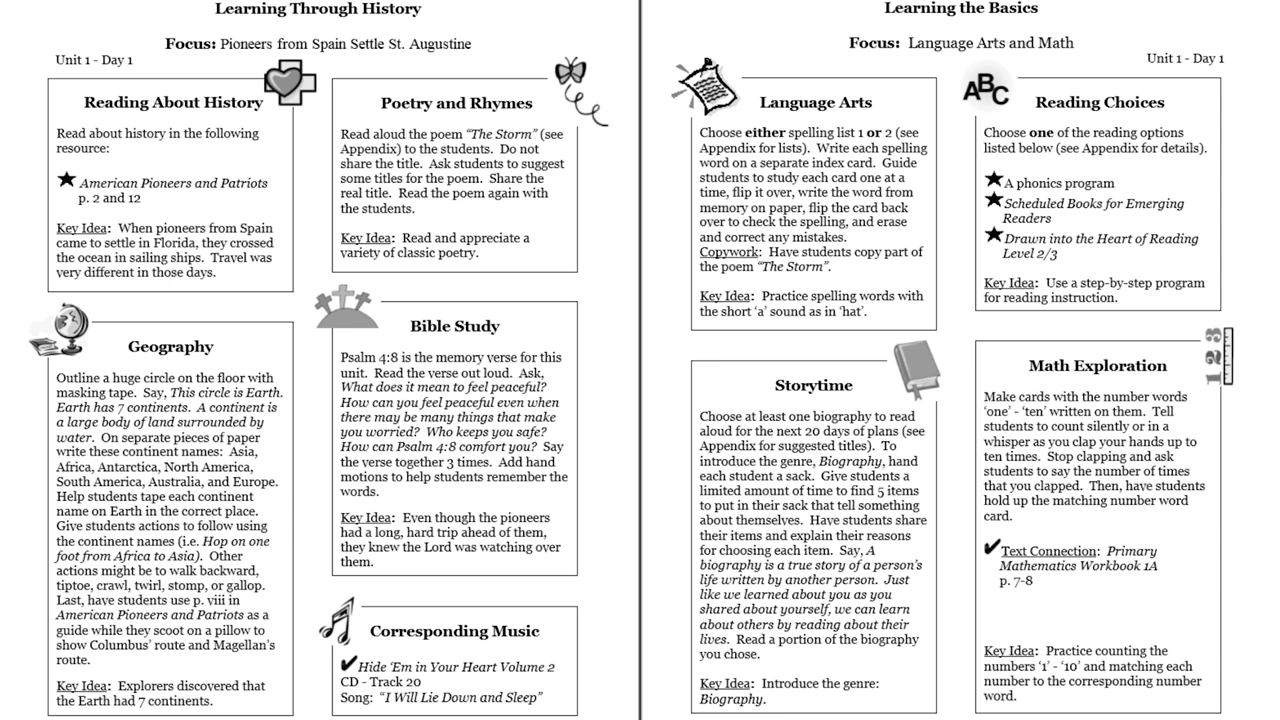 Learning Through History
Focus: Pioneers from Spain Settle St. Augustine
Unit 1 - Day 1
Reading About History
Read about history in the following
resource:
American Pioneers and Patriots
p. 2 and 12
Key Idea: When pioneers from Spain
came to settle in Florida, they crossed
the ocean in sailing ships. Travel was
very different in those days.
Geography
Outline a huge circle on the floor with
masking tape. Say, This circle is Earth.
Earth has 7 continents. A continent is
a large body of land surrounded by
water. On separate pieces of paper
write these continent names: Asia,
Africa, Antarctica, North America,
South America, Australia, and Europe.
Help students tape each continent
name on Earth in the correct place.
Give students actions to follow using
the continent names (i.e. Hop on one
foot from Africa to Asia). Other
actions might be to walk backward,
tiptoe, crawl, twirl, stomp, or gallop.
Last, have students use p. viii in
American Pioneers and Patriots as a
guide while they scoot on a pillow to
show Columbus' route and Magellan's
route.
Key Idea: Explorers discovered that
the Earth had 7 continents.
Poetry and Rhymes
Read aloud the poem "The Storm" (see
Appendix) to the students. Do not
share the title. Ask students to suggest
some titles for the poem. Share the
real title. Read the poem again with
the students.
Key Idea: Read and appreciate a
variety of classic poetry.
Bible Study
Psalm 4:8 is the memory verse for this
unit. Read the verse out loud. Ask,
What does it mean to feel peaceful?
How can you feel peaceful even when
there may be many things that make
you worried? Who keeps you safe?
How can Psalm 4:8 comfort you? Say
the verse together 3 times. Add hand
motions to help students remember the
words.
Key Idea: Even though the pioneers
had a long, hard trip ahead of them,
they knew the Lord was watching over
them.
Corresponding Music
Hide 'Em in Your Heart Volume 2
CD - Track 20
Song: "I Will Lie Down and Sleep"
Learning the Basics
Focus: Language Arts and Math
Unit 1 - Day 1
Language Arts
Choose either spelling list 1 or 2 (see
Appendix for lists). Write each spelling
word on a separate index card. Guide
students to study each card one at a
time, flip it over, write the word from
memory on paper, flip the card back
over to check the spelling, and erase
and correct any mistakes.
Copywork: Have students copy part of
the poem "The Storm".
Key Idea: Practice spelling words with
the short 'a' sound as in 'hat'.
Storytime
Choose at least one biography to read
aloud for the next 20 days of plans (see
Appendix for suggested titles). To
introduce the genre, Biography, hand
each student a sack. Give students a
limited amount of time to find 5 items
to put in their sack that tell something
about themselves. Have students share
their items and explain their reasons
for choosing each item. Say, A
biography is a true story of a person's
life written by another person. Just
like we learned about you as you
shared about yourself, we can learn
about others by reading about their
lives. Read a portion of the biography
you chose.
Key Idea: Introduce the genre:
Biography.
ABC
Reading Choices
Choose one of the reading options
listed below (see Appendix for details).
A phonics program
Scheduled Books for Emerging
Readers
Drawn into the Heart of Reading
Level 2/3
Key Idea: Use a step-by-step program
for reading instruction.
123
Math Exploration
Make cards with the number words
'one' - 'ten' written on them. Tell
students to count silently or in a
whisper as you clap your hands up to
ten times. Stop clapping and ask
students to say the number of times
that you clapped. Then, have students
hold up the matching number word
card.
Text Connection: Primary
Mathematics Workbook 1A
p. 7-8
Key Idea: Practice counting the
numbers '1' - '10' and matching each
number to the corresponding number
word.